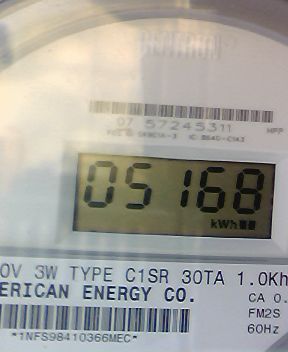 07 57245311
05168
kWh
0V 3W TYPE C1SR 30TA 1.0Kh
ERICAN ENERGY CO.
CA 0.
FM2S
60Hz
*1NFS98410366MEC*